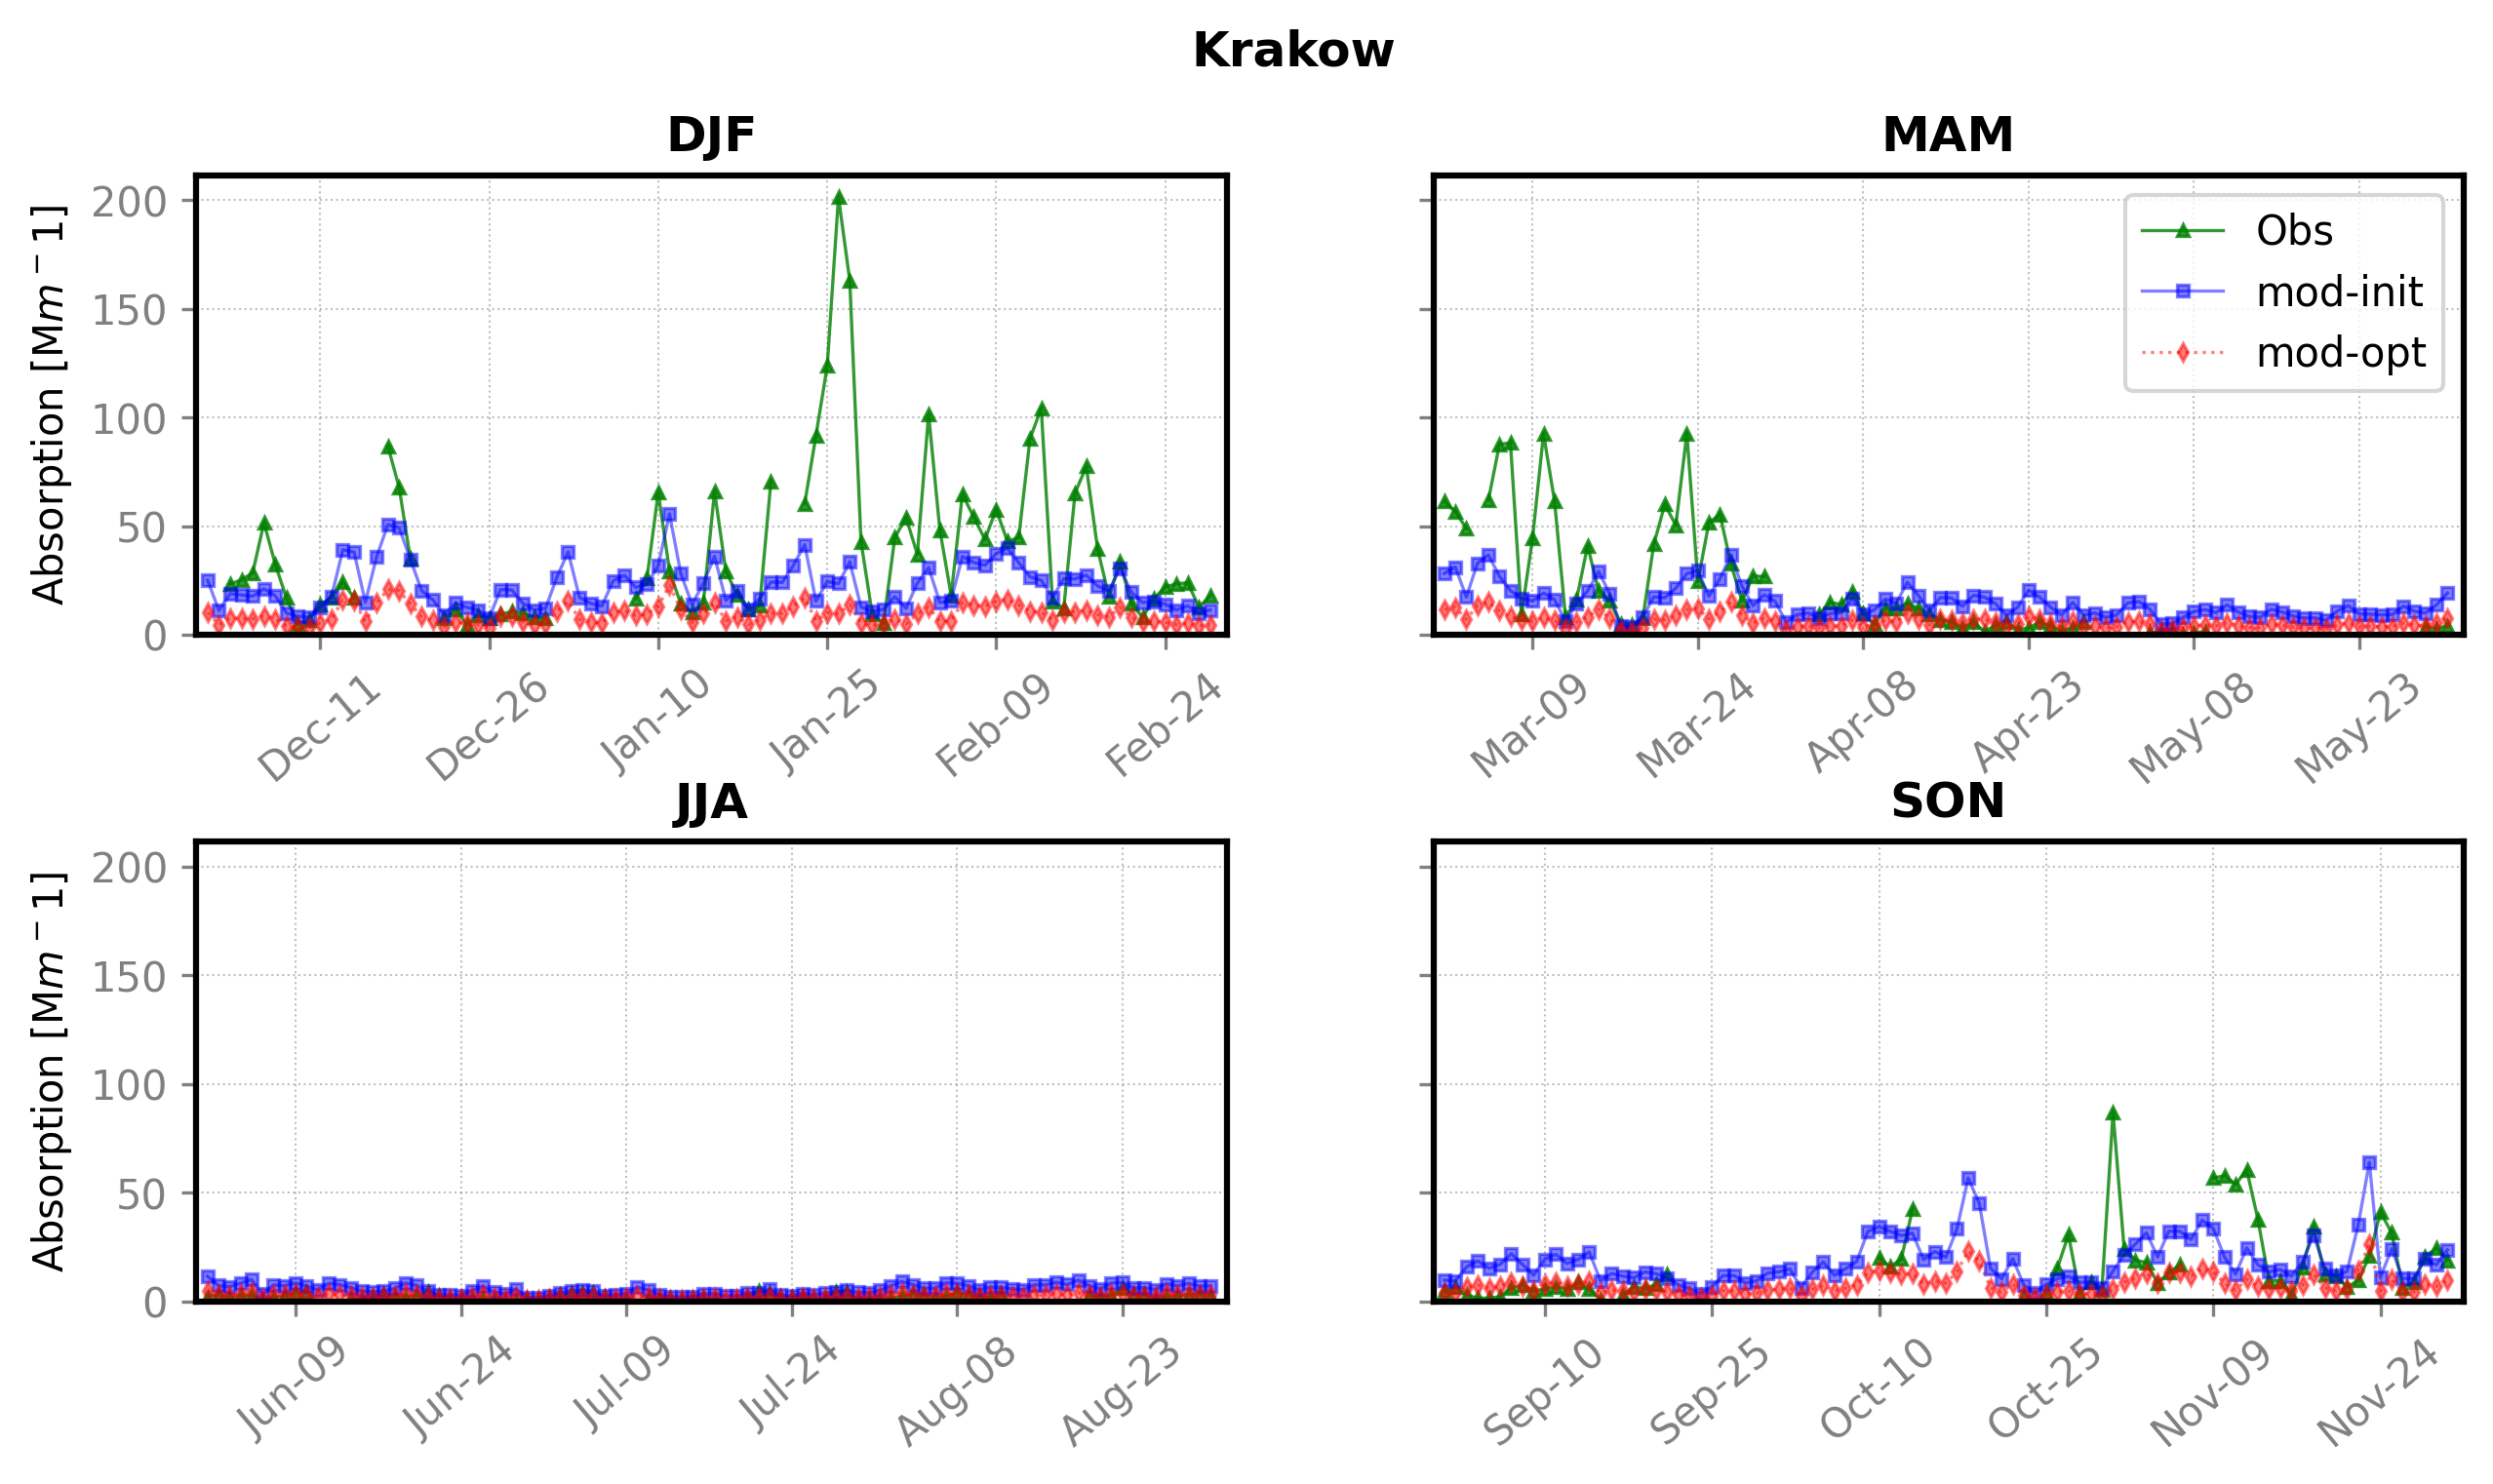 Krakow
DJF
MAM
Absorption [Mm − 1]
200
150
100
50
0
Obs
mod-init
mod-opt
Dec-11
Dec-26
Jan-10
Jan-25
Feb-09
Feb-24
Mar-09
Mar-24
Apr-08
Apr-23
May-08
May-23
JJA
SON
Absorption [Mm − 1]
200
150
100
50
0
Jun-09
Jun-24
Jul-09
Jul-24
Aug-08
Aug-23
Sep-10
Sep-25
Oct-10
Oct-25
Nov-09
Nov-24